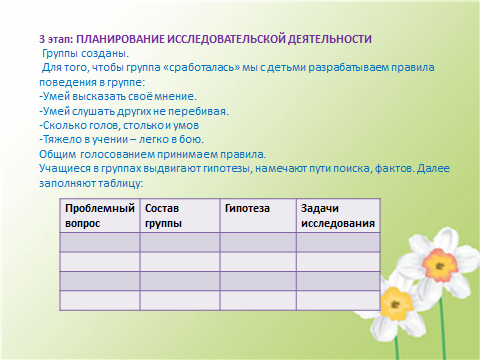 3 этап: ПЛАНИРОВАНИЕ ИССЛЕДОВАТЕЛЬСКОЙ ДЕЯТЕЛЬНОСТИ
Группы созданы.
Для того, чтобы группа «сработалась» мы с детьми разрабатываем правила
поведения в группе:
-Умей высказать своё мнение.
-Умей слушать других не перебивая.
-Сколько голов, столько и умов
-Тяжело в учении – легко в бою.
Общим голосованием принимаем правила.
Учащиеся в группах выдвигают гипотезы, намечают пути поиска, фактов. Далее
заполняют таблицу:
Проблемный вопрос | Состав группы | Гипотеза | Задачи исследования